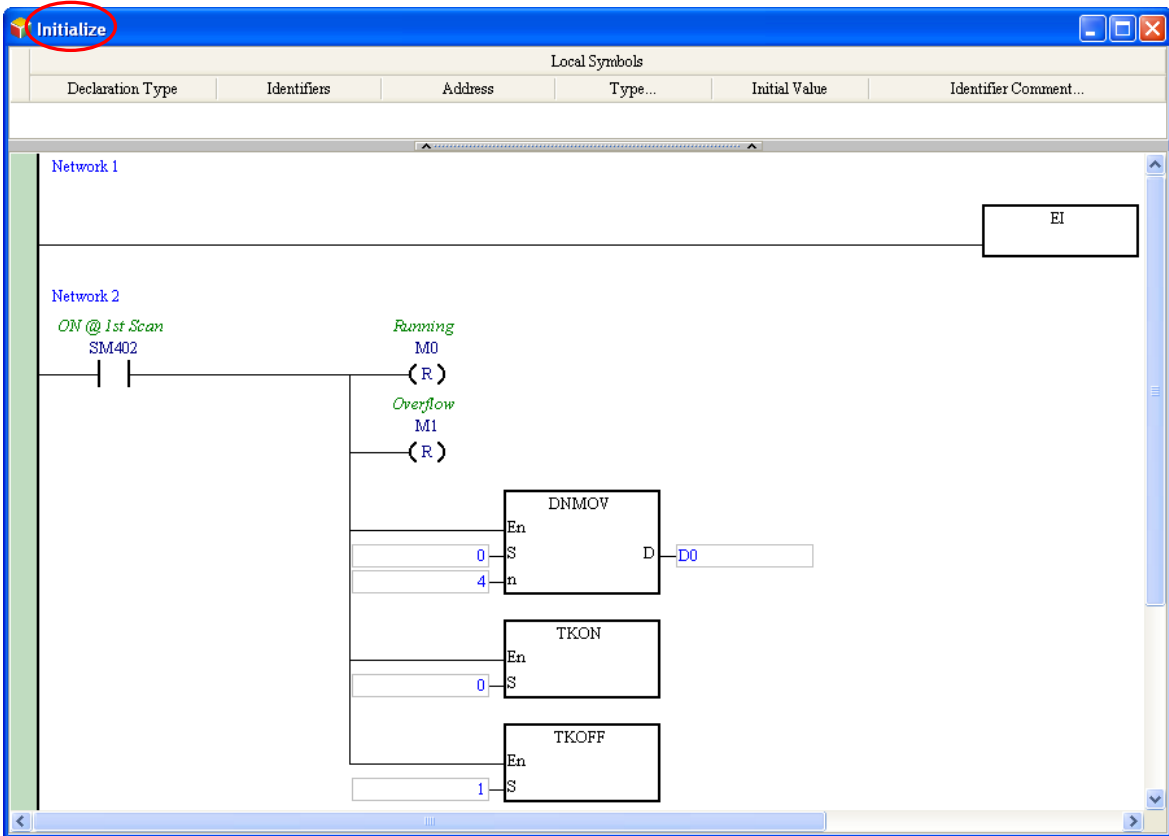 Initialize
Local Symbols
Declaration Type Identifiers Address Type... Initial Value Identifier Comment...
Network 1
EI
Network 2
ON @ 1st Scan Running
SM402 M0
R
Overflow
M1
R
DNMOV
En
0 S D D0
4 n
TKON
En
0 S
TKOFF
En
1 S